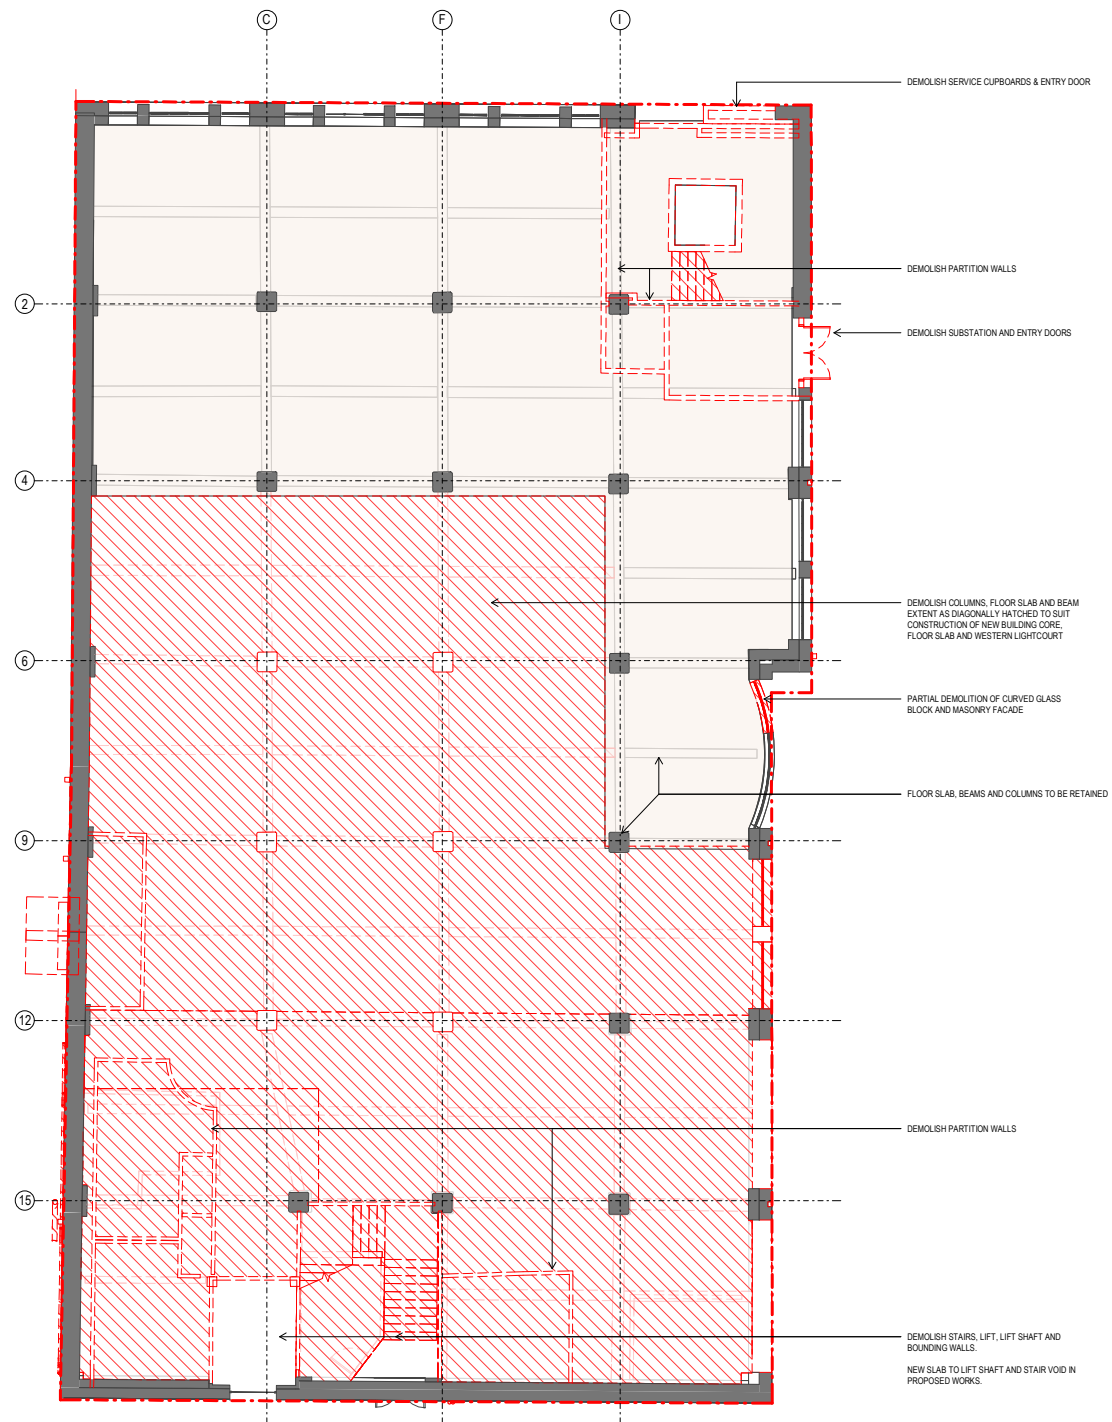 C
F
I
DEMOLISH SERVICE CUPBOARDS & ENTRY DOOR
DEMOLISH PARTITION WALLS
2
DEMOLISH SUBSTATION AND ENTRY DOORS
4
DEMOLISH COLUMNS, FLOOR SLAB AND BEAM
EXTENT AS DIAGONALLY HATCHED TO SUIT
CONSTRUCTION OF NEW BUILDING CORE,
FLOOR SLAB AND WESTERN LIGHTCOURT
6
PARTIAL DEMOLITION OF CURVED GLASS
BLOCK AND MASONRY FACADE
FLOOR SLAB, BEAMS AND COLUMNS TO BE RETAINED
9
12
DEMOLISH PARTITION WALLS
15
DEMOLISH STAIRS, LIFT, LIFT SHAFT AND
BOUNDING WALLS.
NEW SLAB TO LIFT SHAFT AND STAIR VOID IN
PROPOSED WORKS.